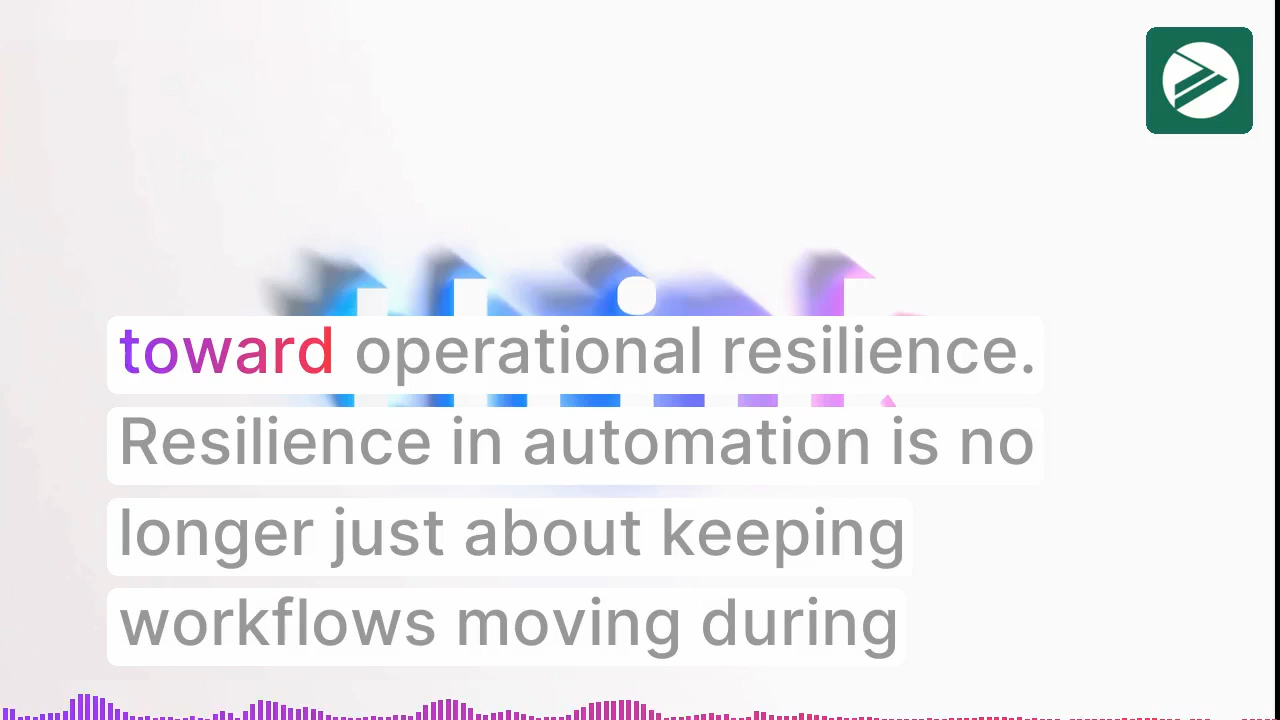 toward operational resilience.
Resilience in automation is no
longer just about keeping
workflows moving during